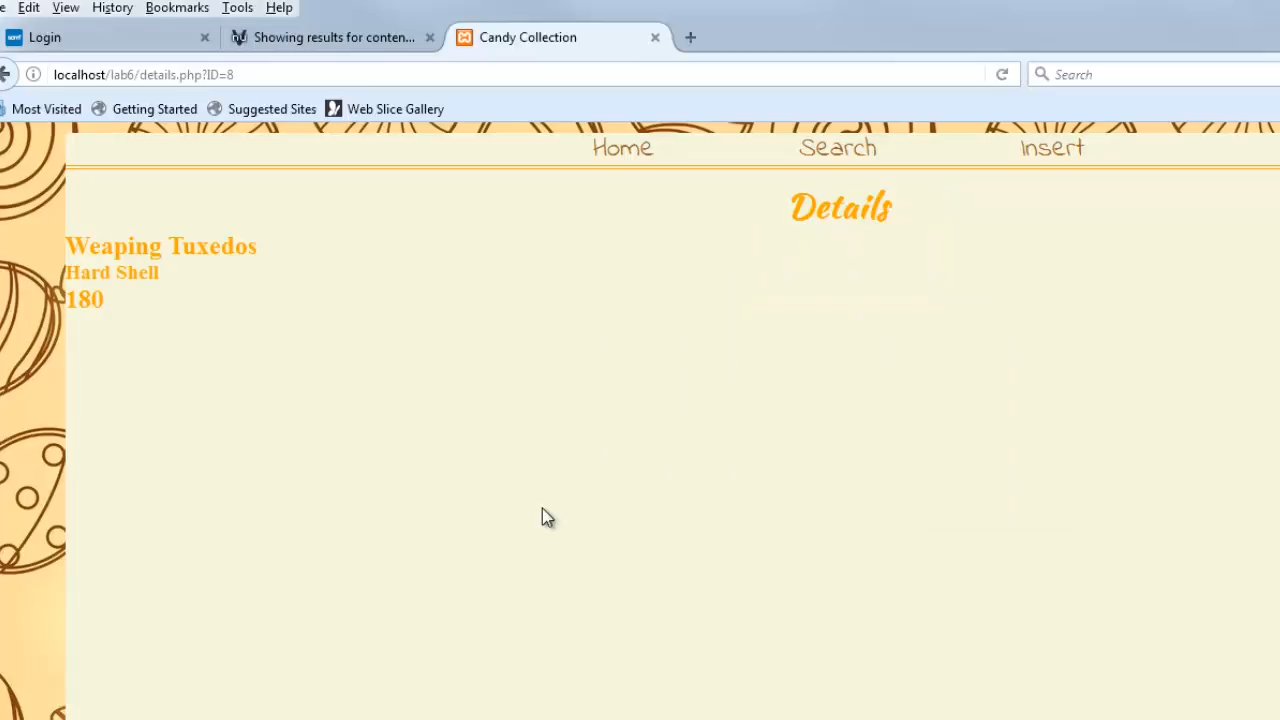 Edit View History Bookmarks Tools Help
Login
Showing results for conten...
Candy Collection
localhost/lab6/details.php?ID=8
Search
Most Visited Getting Started Suggested Sites Web Slice Gallery
Home Search Insert
Details
Weaping Tuxedos
Hard Shell
180